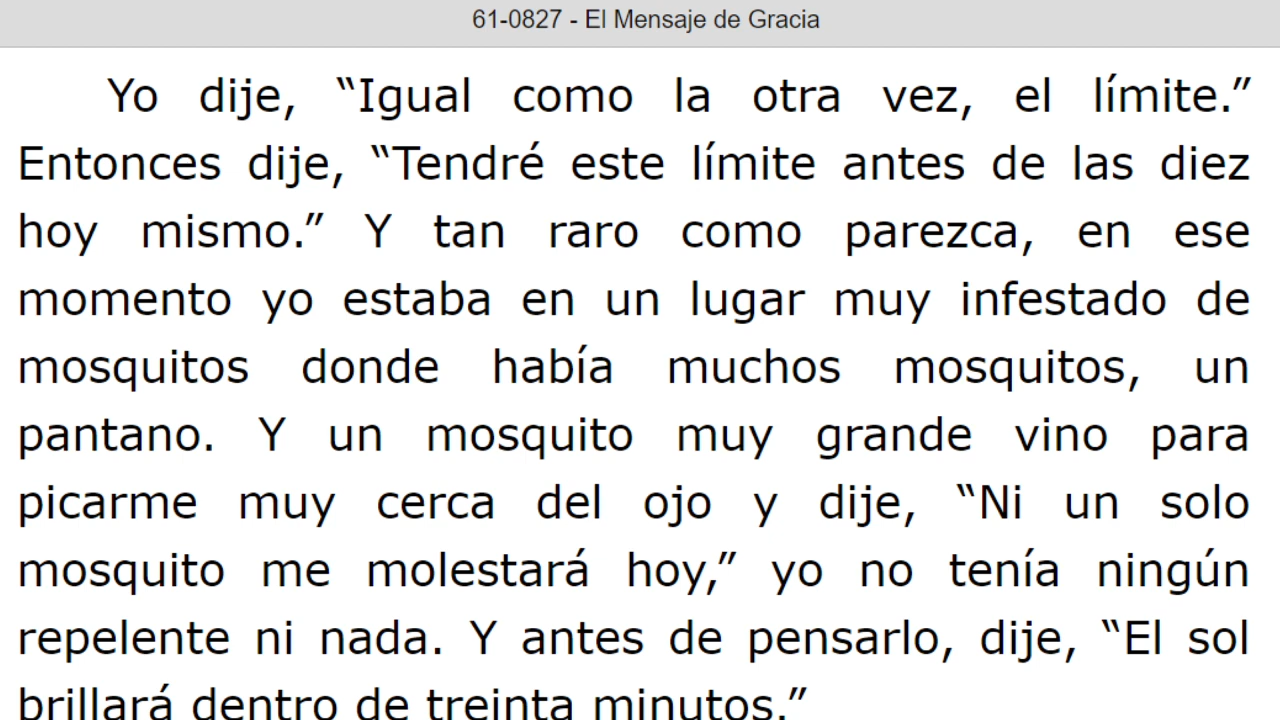 61-0827 - El Mensaje de Gracia
Yo dije, “Igual como la otra vez, el límite.”
Entonces dije, “Tendré este límite antes de las diez
hoy mismo.” Y tan raro como parezca, en ese
momento yo estaba en un lugar muy infestado de
mosquitos donde había muchos mosquitos, un
pantano. Y un mosquito muy grande vino para
picarme muy cerca del ojo y dije, “Ni un solo
mosquito me molestará hoy,” yo no tenía ningún
repelente ni nada. Y antes de pensarlo, dije, “El sol
brillará dentro de treinta minutos.”